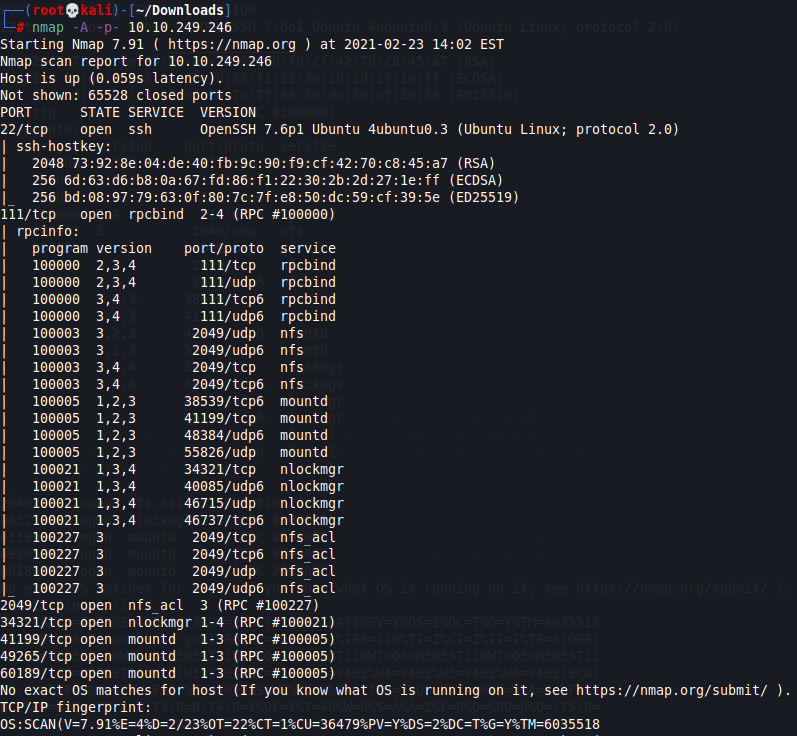 ┌──(root💀kali)-[~/Downloads]
└─# nmap -A -p- 10.10.249.246
Starting Nmap 7.91 ( https://nmap.org ) at 2021-02-23 14:02 EST
Nmap scan report for 10.10.249.246
Host is up (0.059s latency).
Not shown: 65528 closed ports
PORT      STATE SERVICE  VERSION
22/tcp    open  ssh      OpenSSH 7.6p1 Ubuntu 4ubuntu0.3 (Ubuntu Linux; protocol 2.0)
| ssh-hostkey:
|   2048 73:92:8e:04:de:40:fb:9c:90:f9:cf:42:70:c8:45:a7 (RSA)
|   256 6d:63:d6:b8:0a:67:fd:86:f1:22:30:2b:2d:27:1e:ff (ECDSA)
|_  256 bd:08:97:79:63:0f:80:7c:7f:e8:50:dc:59:cf:39:5e (ED25519)
111/tcp   open  rpcbind  2-4 (RPC #100000)
| rpcinfo:
|   program version    port/proto  service
|   100000  2,3,4        111/tcp   rpcbind
|   100000  2,3,4        111/udp   rpcbind
|   100000  3,4          111/tcp6  rpcbind
|   100000  3,4          111/udp6  rpcbind
|   100003  3           2049/udp   nfs
|   100003  3           2049/udp6  nfs
|   100003  3,4         2049/tcp   nfs
|   100003  3,4         2049/tcp6  nfs
|   100005  1,2,3      38539/tcp6  mountd
|   100005  1,2,3      41199/tcp   mountd
|   100005  1,2,3      48384/udp6  mountd
|   100005  1,2,3      55826/udp   mountd
|   100021  1,3,4      34321/tcp   nlockmgr
|   100021  1,3,4      40085/udp6  nlockmgr
|   100021  1,3,4      46715/udp   nlockmgr
|   100021  1,3,4      46737/tcp6  nlockmgr
|   100227  3           2049/tcp   nfs_acl
|   100227  3           2049/tcp6  nfs_acl
|   100227  3           2049/udp   nfs_acl
|_  100227  3           2049/udp6  nfs_acl
2049/tcp  open  nfs_acl  3 (RPC #100227)
34321/tcp open  nlockmgr 1-4 (RPC #100021)
41199/tcp open  mountd   1-3 (RPC #100005)
49265/tcp open  mountd   1-3 (RPC #100005)
60189/tcp open  mountd   1-3 (RPC #100005)
No exact OS matches for host (If you know what OS is running on it, see https://nmap.org/submit/ ).
TCP/IP fingerprint:
OS:SCAN(V=7.91%E=4%D=2/23%OT=22%CT=1%CU=36479%PV=Y%DS=2%DC=T%G=Y%TM=6035518